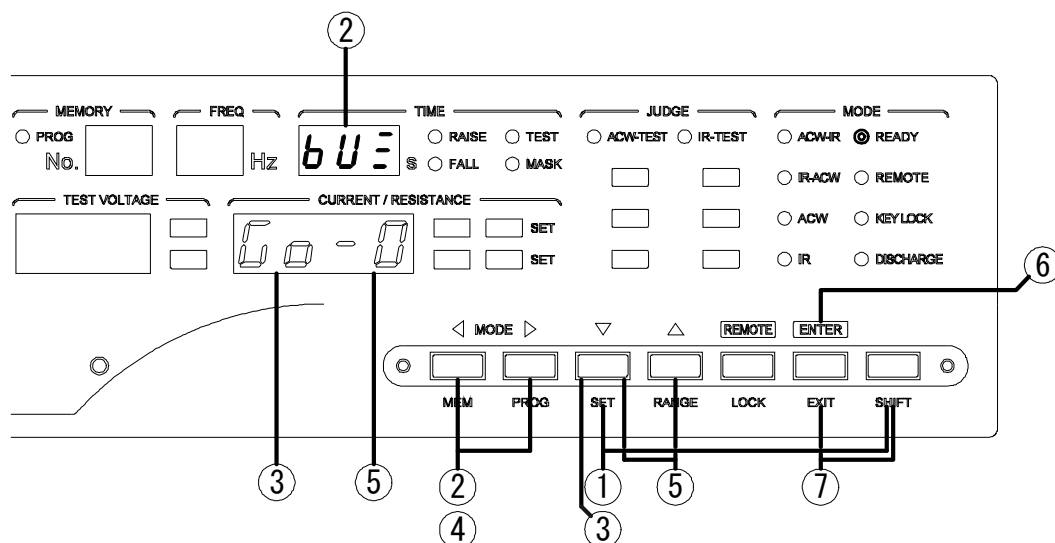 ②
MEMORY FREQ TIME JUDGE MODE
PROG RAISE TEST ACW-TEST IR-TEST ACW-IR READY
No. Hz s FALL MASK
IR-ACW REMOTE
TEST VOLTAGE CURRENT / RESISTANCE
SET ACW KEY LOCK
Go-0
SET IR DISCHARGE
⑥
◁ MODE ▷ ▽ △ REMOTE ENTER
MEM PROG SET RANGE LOCK EXIT SHIFT
③ ⑤ ② ① ⑤ ⑦
④ ③